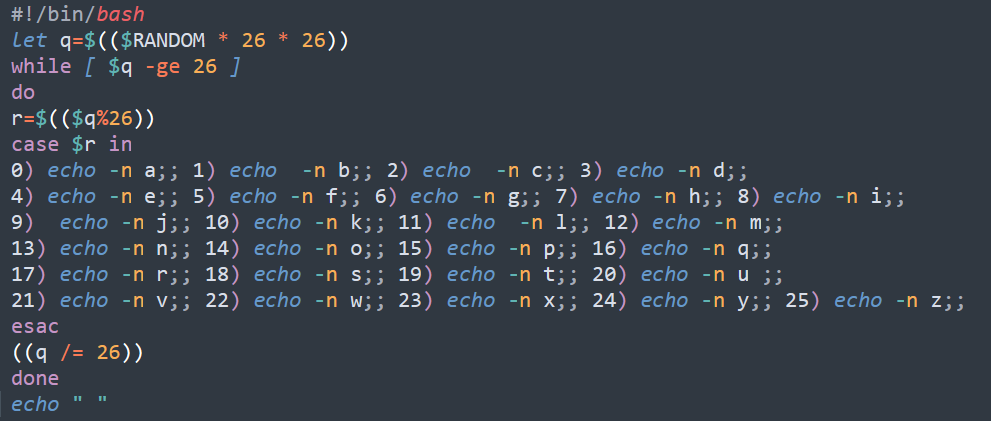 #!/bin/bash
let q=$(($RANDOM * 26 * 26))
while [ $q -ge 26 ]
do
r=$(($q%26))
case $r in
0) echo -n a;; 1) echo  -n b;; 2) echo  -n c;; 3) echo -n d;;
4) echo -n e;; 5) echo -n f;; 6) echo -n g;; 7) echo -n h;; 8) echo -n i;;
9)  echo -n j;; 10) echo -n k;; 11) echo  -n l;; 12) echo -n m;;
13) echo -n n;; 14) echo -n o;; 15) echo -n p;; 16) echo -n q;;
17) echo -n r;; 18) echo -n s;; 19) echo -n t;; 20) echo -n u ;;
21) echo -n v;; 22) echo -n w;; 23) echo -n x;; 24) echo -n y;; 25) echo -n z;;
esac
((q /= 26))
done
echo " "